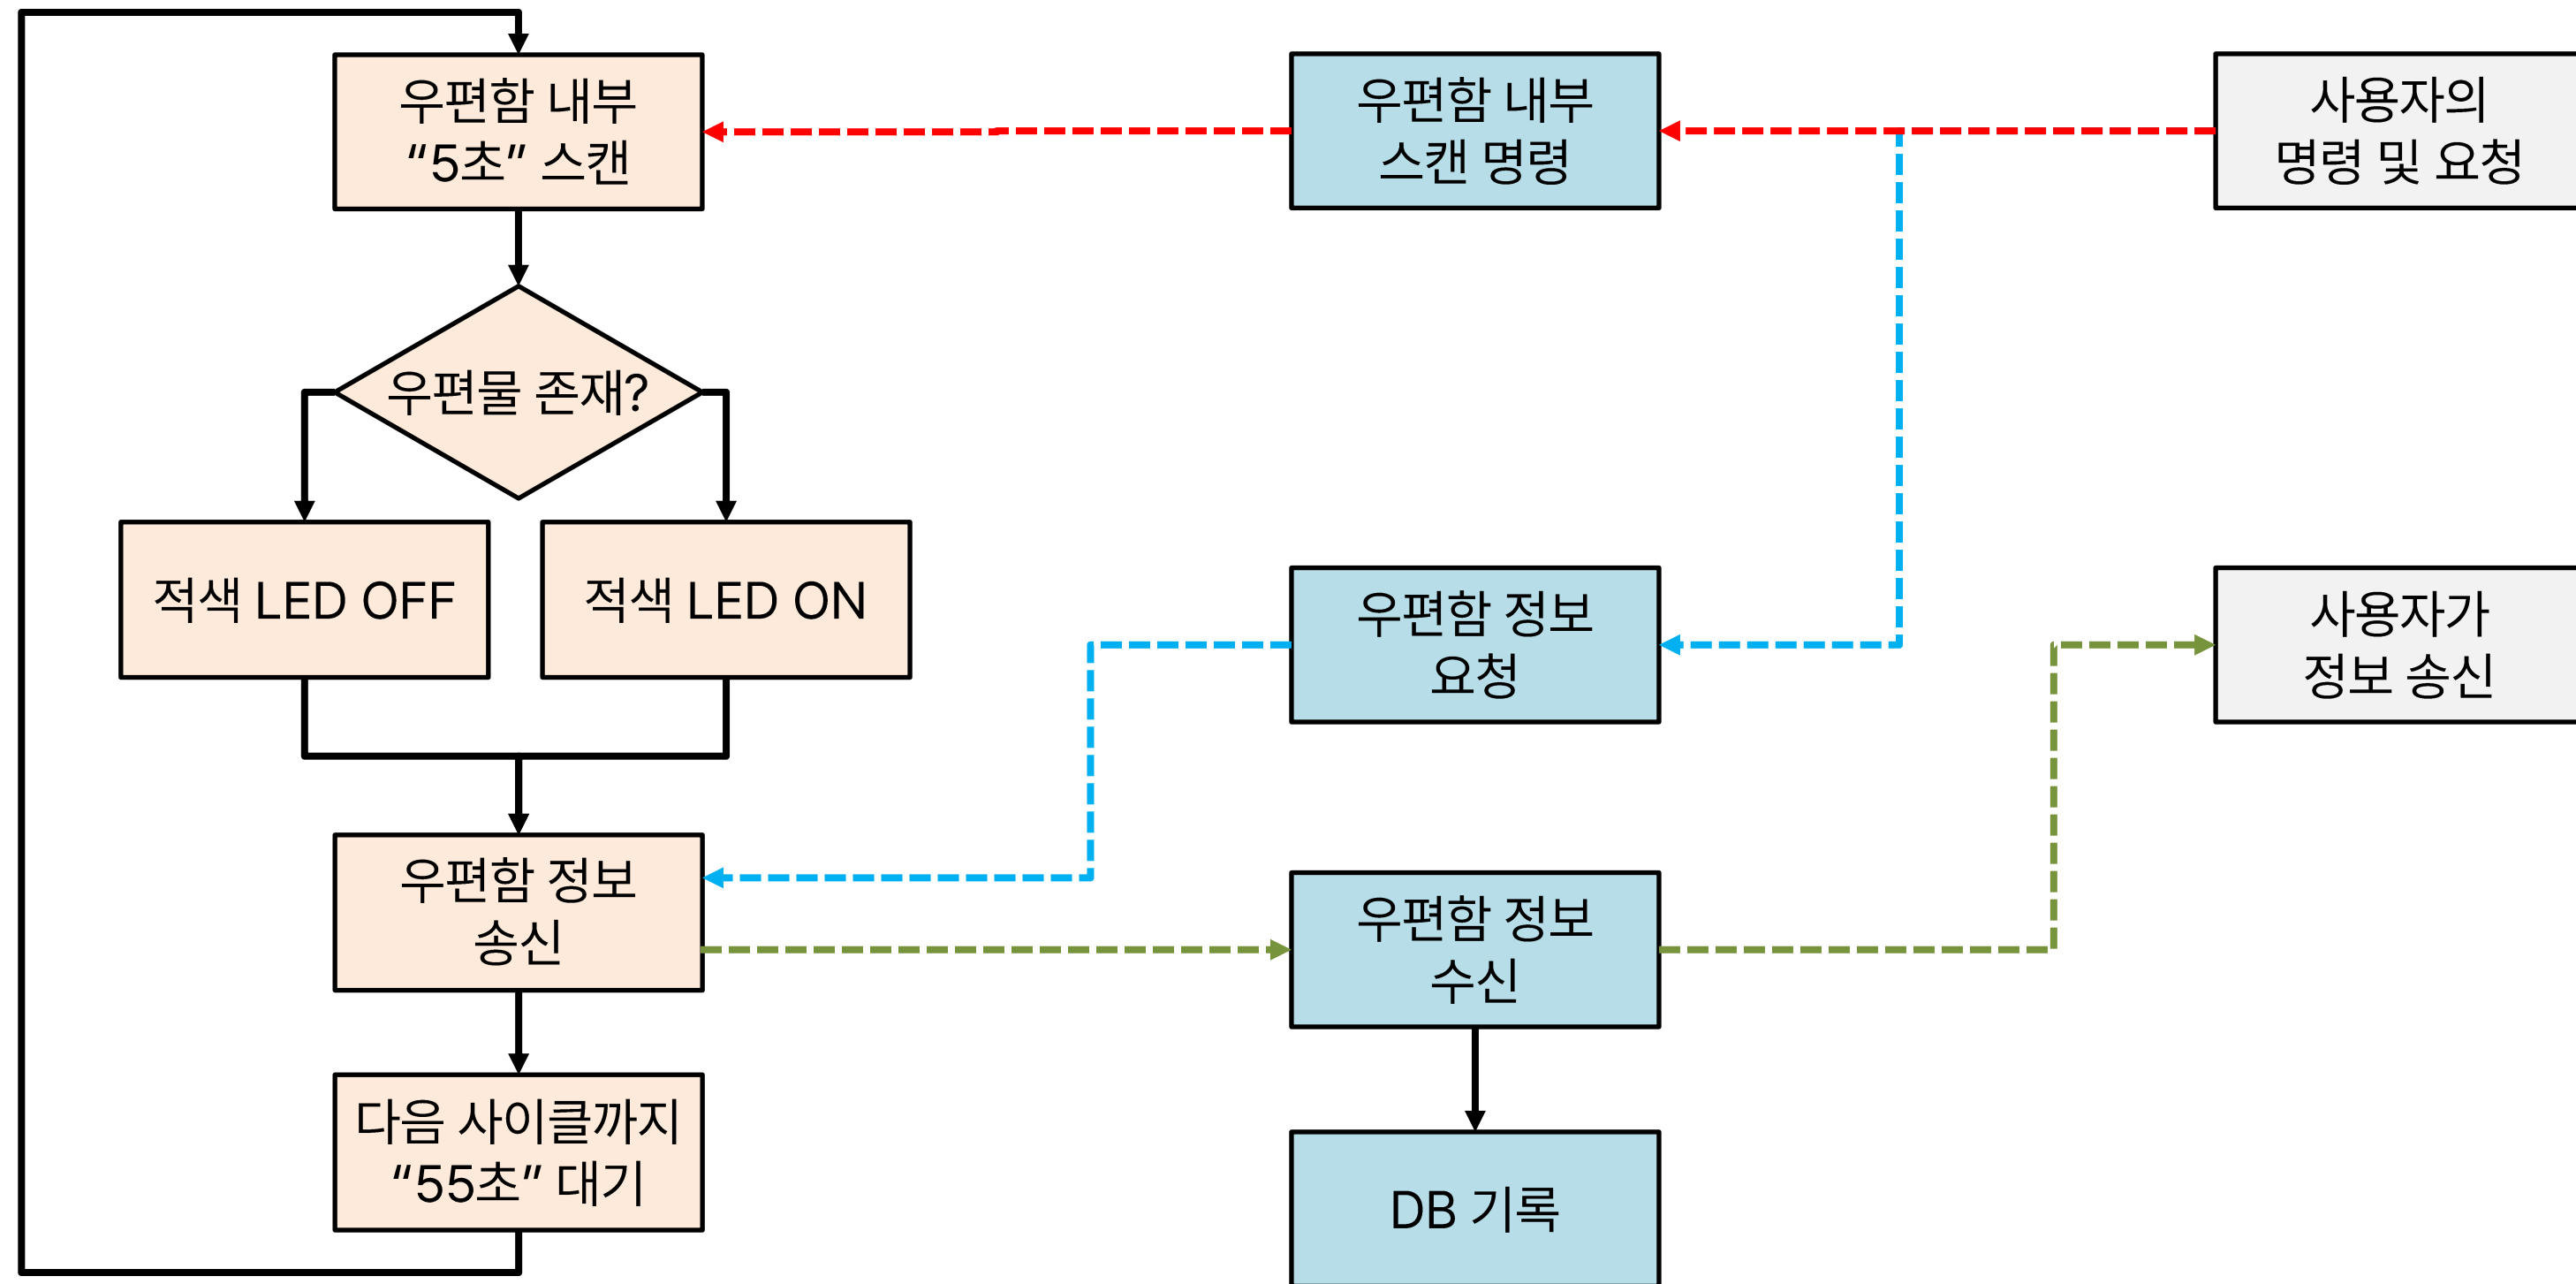 우편함 내부
“5초” 스캔
우편물 존재?
적색 LED OFF
적색 LED ON
우편함 정보
송신
다음 사이클까지
“55초” 대기
우편함 내부
스캔 명령
우편함 정보
요청
우편함 정보
수신
DB 기록
사용자의
명령 및 요청
사용자가
정보 송신